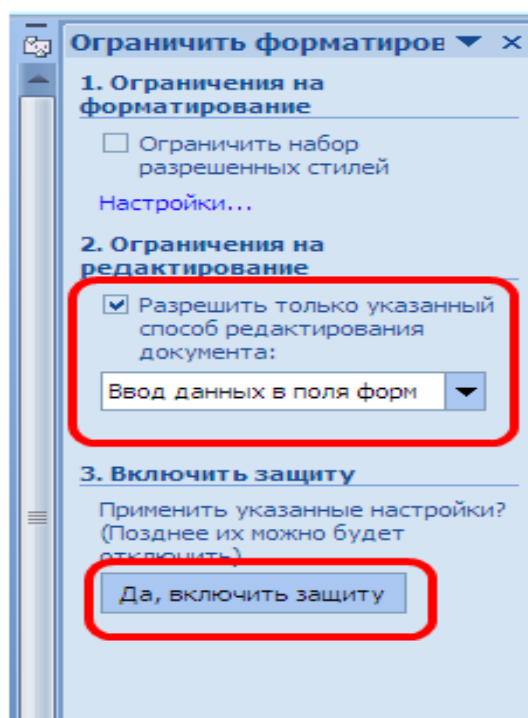 Ограничить форматиров
1. Ограничения на
форматирование
Ограничить набор
разрешенных стилей
Настройки...
2. Ограничения на
редактирование
Разрешить только указанный
способ редактирования
документа:
Ввод данных в поля форм
3. Включить защиту
Применить указанные настройки?
(Позднее их можно будет
отключить)
Да, включить защиту